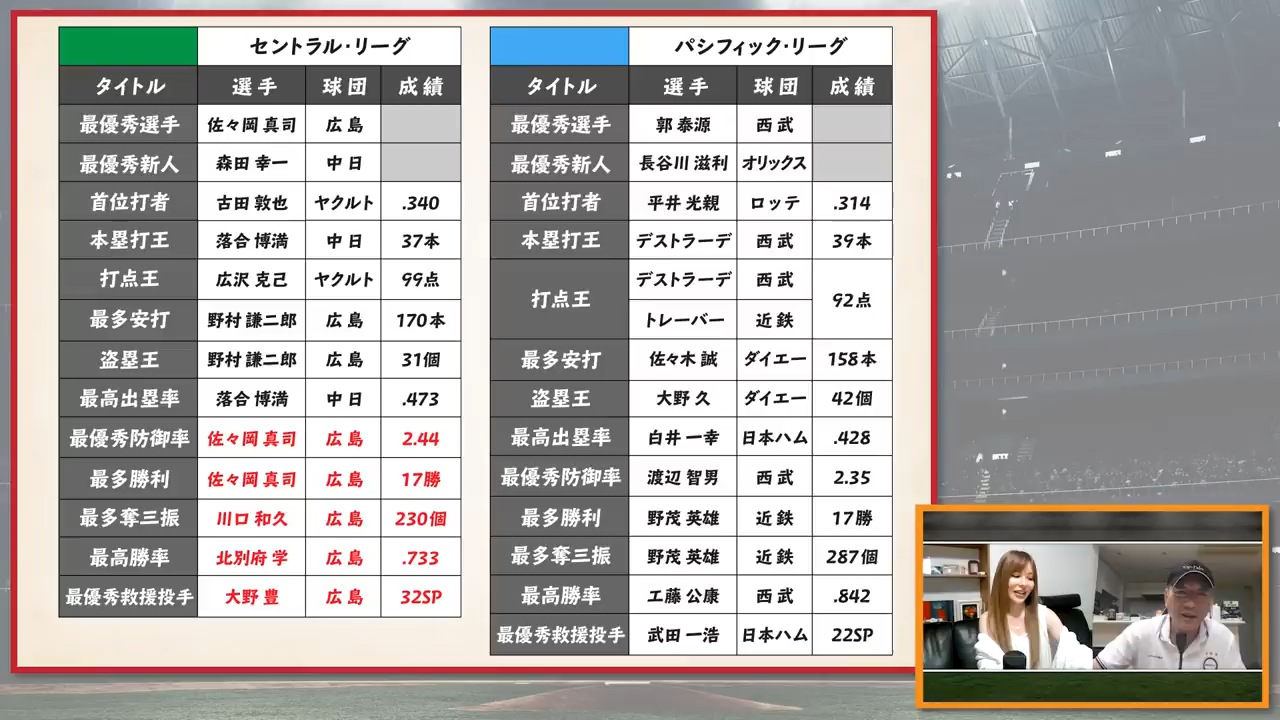 セントラル・リーグ
タイトル 選手 球団 成績
最優秀選手 佐々岡 真司 広島
最優秀新人 森田 幸一 中日
首位打者 古田 敦也 ヤクルト .340
本塁打王 落合 博満 中日 37本
打点王 広沢 克己 ヤクルト 99点
最多安打 野村 謙二郎 広島 170本
盗塁王 野村 謙二郎 広島 31個
最高出塁率 落合 博満 中日 .473
最優秀防御率 佐々岡 真司 広島 2.44
最多勝利 佐々岡 真司 広島 17勝
最多奪三振 川口 和久 広島 230個
最高勝率 北別府 学 広島 .733
最優秀救援投手 大野 豊 広島 32SP
パシフィック・リーグ
タイトル 選手 球団 成績
最優秀選手 郭 泰源 西武
最優秀新人 長谷川 滋利 オリックス
首位打者 平井 光親 ロッテ .314
本塁打王 デストラーデ 西武 39本
打点王 デストラーデ 西武 92点
トレーバー 近鉄
最多安打 佐々木 誠 ダイエー 158本
盗塁王 大野 久 ダイエー 42個
最高出塁率 白井 一幸 日本ハム .428
最優秀防御率 渡辺 智男 西武 2.35
最多勝利 野茂 英雄 近鉄 17勝
最多奪三振 野茂 英雄 近鉄 287個
最高勝率 工藤 公康 西武 .842
最優秀救援投手 武田 一浩 日本ハム 22SP